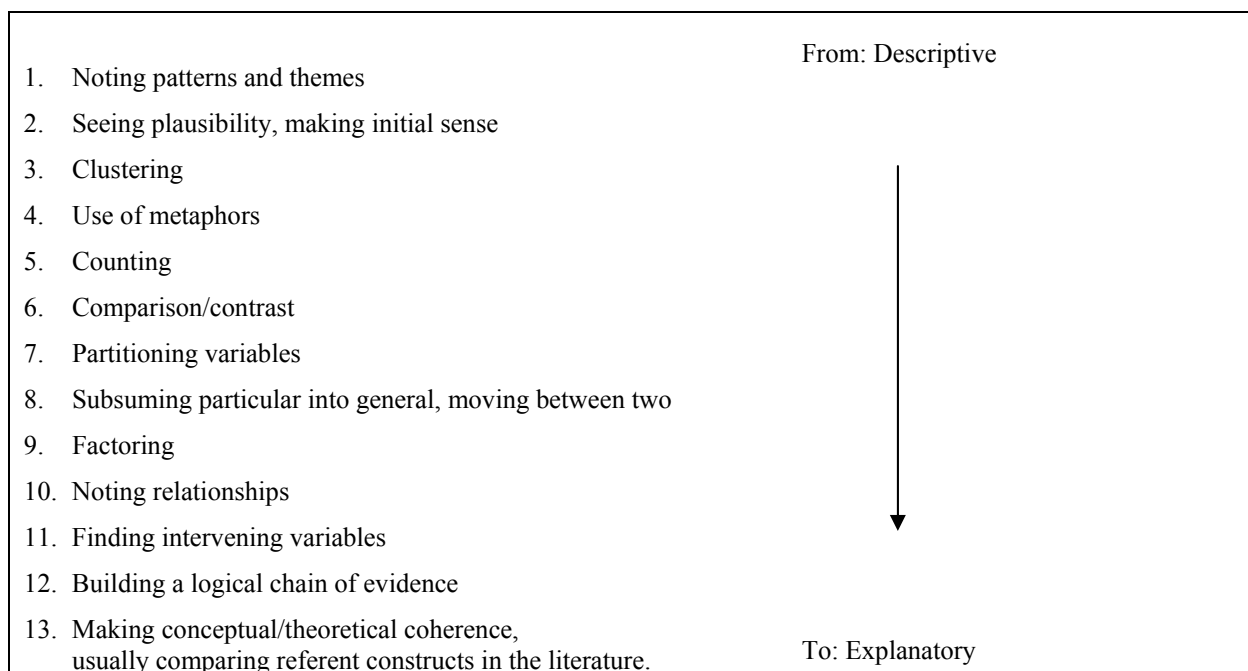 From: Descriptive
1. Noting patterns and themes
2. Seeing plausibility, making initial sense
3. Clustering
4. Use of metaphors
5. Counting
6. Comparison/contrast
7. Partitioning variables
8. Subsuming particular into general, moving between two
9. Factoring
10. Noting relationships
11. Finding intervening variables
12. Building a logical chain of evidence
13. Making conceptual/theoretical coherence,
usually comparing referent constructs in the literature.
To: Explanatory